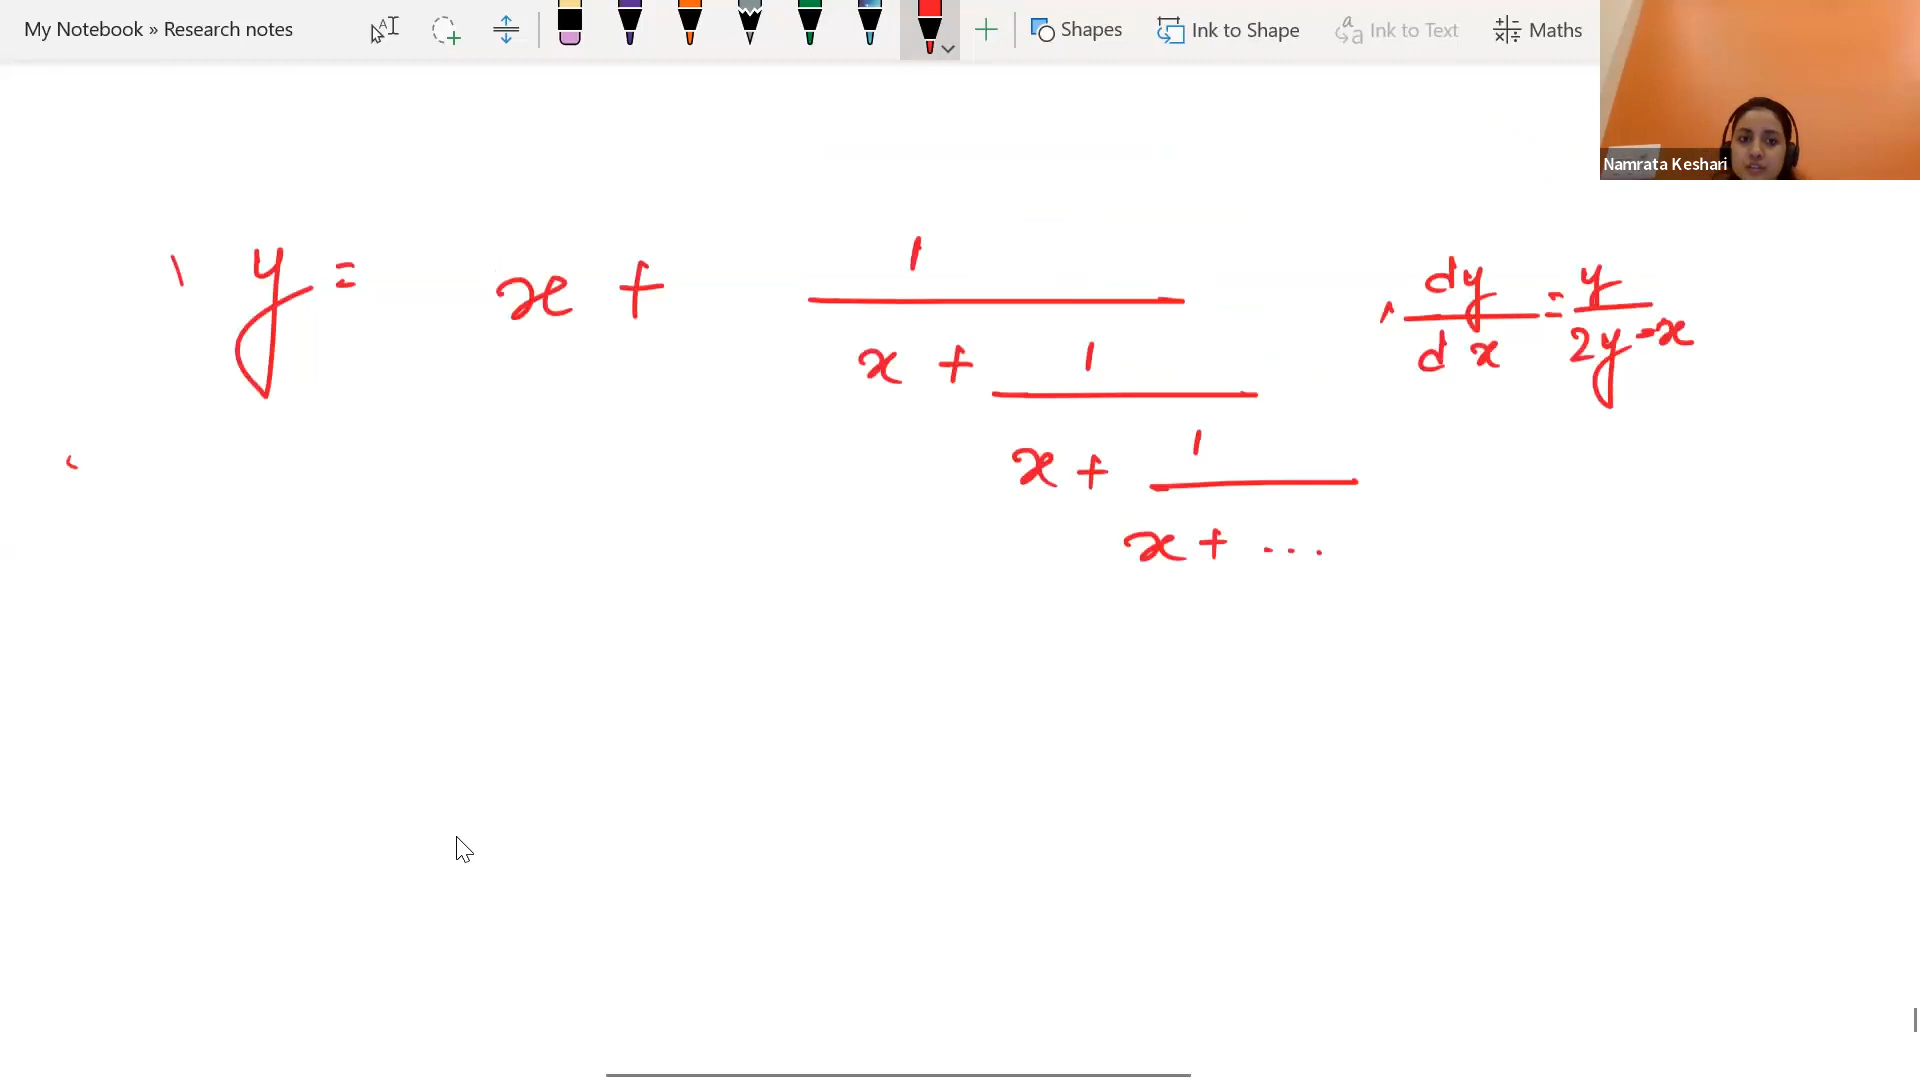 My Notebook » Research notes
Shapes
Ink to Shape
Ink to Text
Maths
Namrata Keshari
y = x + 1
x + 1
x + 1
x + ...
dy/dx = y/2y-x